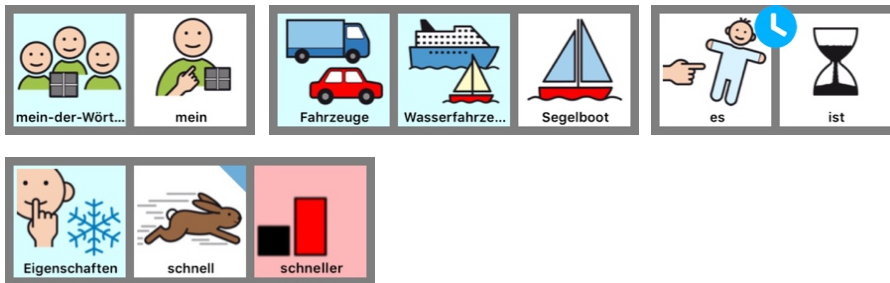 mein-der-Wört... mein Fahrzeuge Wasserfahrze... Segelboot es ist
Eigenschaften schnell schneller